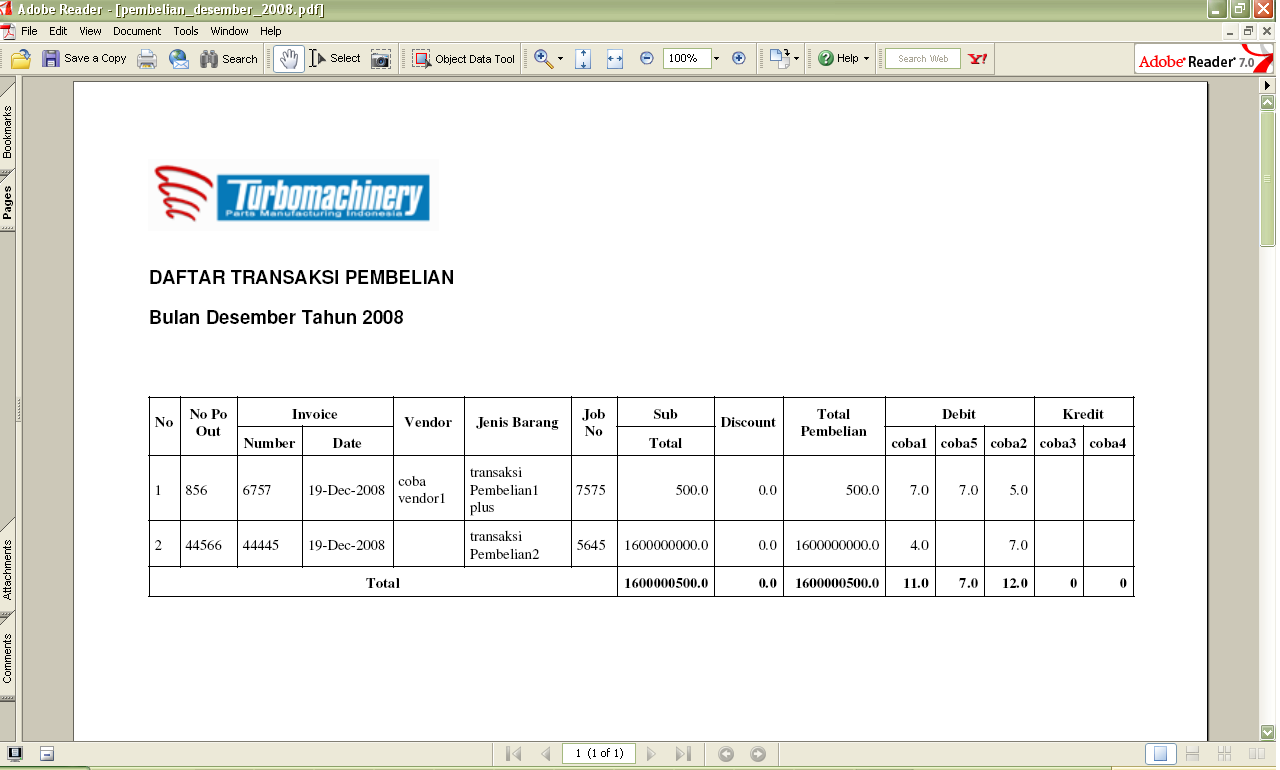 Adobe Reader - [pembelian_desember_2008.pdf]
File Edit View Document Tools Window Help
Save a Copy Search Select Object Data Tool 100% Help Search Web Y! Adobe Reader 7.0
Bookmarks
Pages
Attachments
Comments
Turbomachinery
Parts Manufacturing Indonesia
DAFTAR TRANSAKSI PEMBELIAN
Bulan Desember Tahun 2008
No No Po Out Invoice Vendor Jenis Barang Job No Sub Discount Total Pembelian Debit Kredit
Number Date Total coba1 coba5 coba2 coba3 coba4
1 856 6757 19-Dec-2008 coba vendor1 transaksi Pembelian1 plus 7575 500.0 0.0 500.0 7.0 7.0 5.0
2 44566 44445 19-Dec-2008 transaksi Pembelian2 5645 1600000000.0 0.0 1600000000.0 4.0 7.0
Total 1600000500.0 0.0 1600000500.0 11.0 7.0 12.0 0 0
1 (1 of 1)